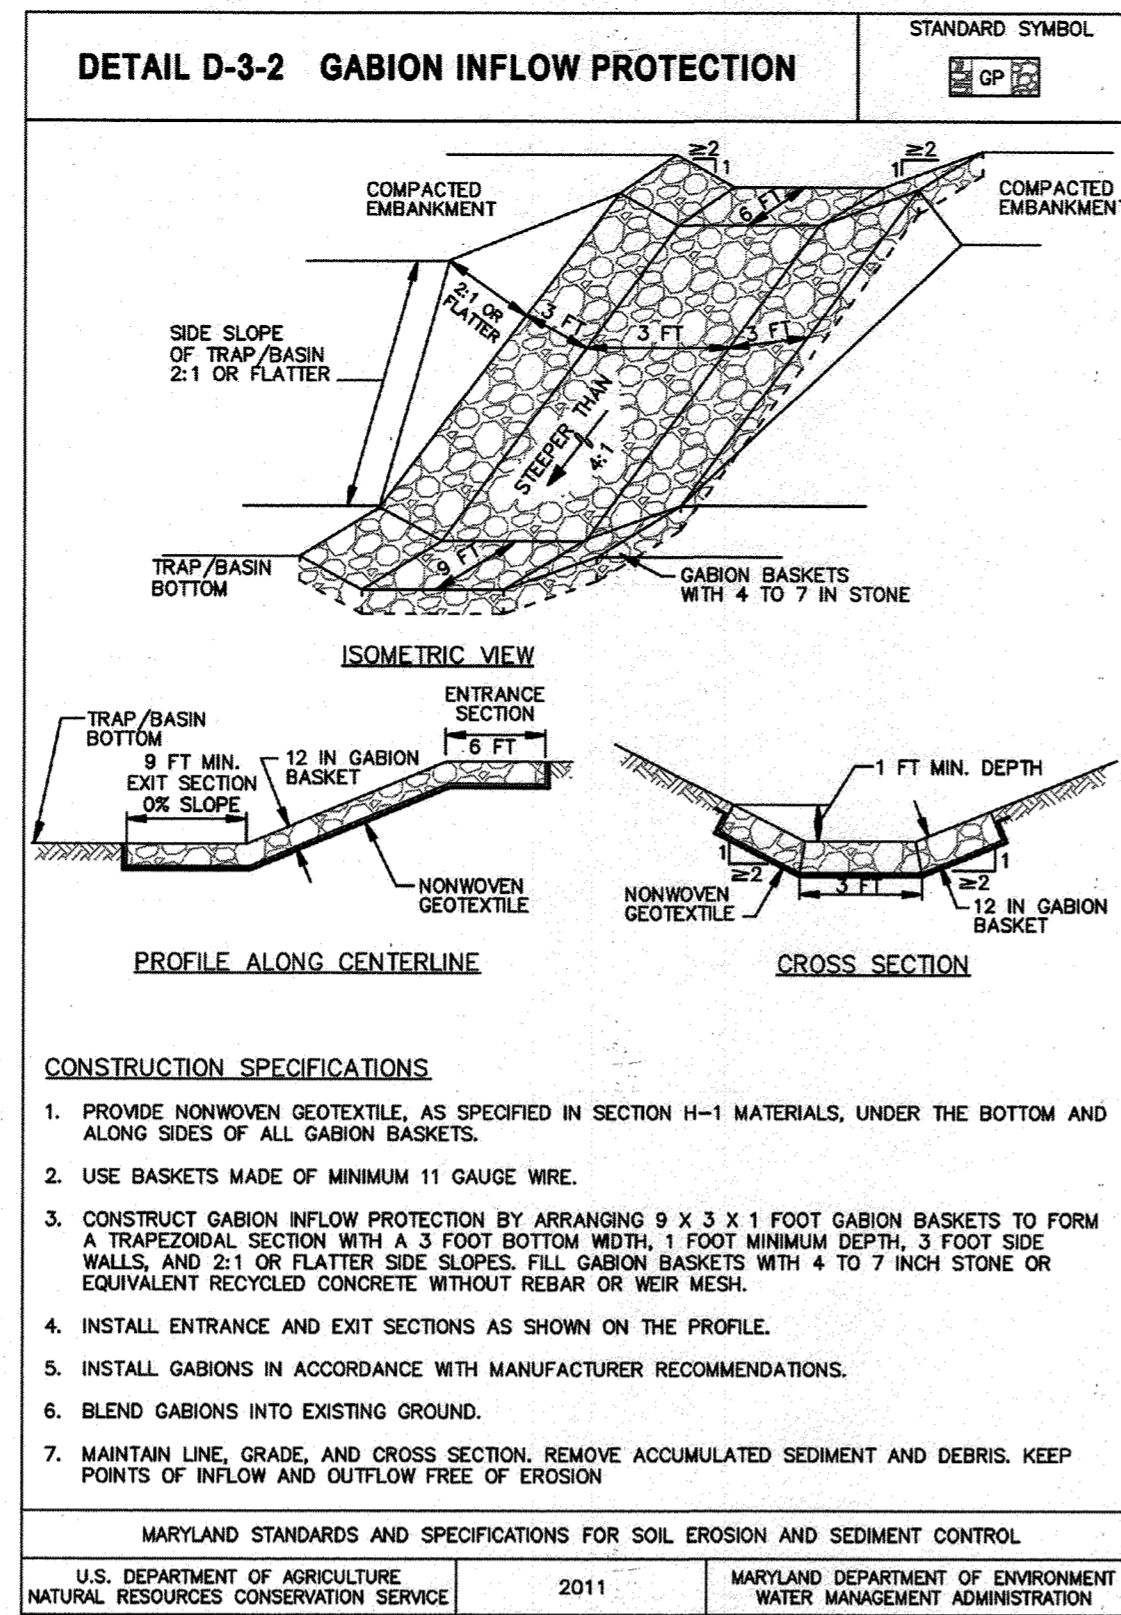 DETAIL D-3-2 GABION INFLOW PROTECTION
STANDARD SYMBOL
GP
≥2
1
≥2
1
COMPACTED
EMBANKMENT
6 FT
COMPACTED
EMBANKMENT
2:1 OR
FLATTER
3 FT
3 FT
3 FT
SIDE SLOPE
OF TRAP/BASIN
2:1 OR FLATTER
STEEPER THAN
4:1
9 FT
TRAP/BASIN
BOTTOM
GABION BASKETS
WITH 4 TO 7 IN STONE
ISOMETRIC VIEW
TRAP/BASIN
BOTTOM
9 FT MIN.
EXIT SECTION
0% SLOPE
12 IN GABION
BASKET
ENTRANCE
SECTION
6 FT
NONWOVEN
GEOTEXTILE
PROFILE ALONG CENTERLINE
1 FT MIN. DEPTH
1
≥2
3 FT
≥2
1
NONWOVEN
GEOTEXTILE
12 IN GABION
BASKET
CROSS SECTION
CONSTRUCTION SPECIFICATIONS
1. PROVIDE NONWOVEN GEOTEXTILE, AS SPECIFIED IN SECTION H-1 MATERIALS, UNDER THE BOTTOM AND
ALONG SIDES OF ALL GABION BASKETS.
2. USE BASKETS MADE OF MINIMUM 11 GAUGE WIRE.
3. CONSTRUCT GABION INFLOW PROTECTION BY ARRANGING 9 X 3 X 1 FOOT GABION BASKETS TO FORM
A TRAPEZOIDAL SECTION WITH A 3 FOOT BOTTOM WIDTH, 1 FOOT MINIMUM DEPTH, 3 FOOT SIDE
WALLS, AND 2:1 OR FLATTER SIDE SLOPES. FILL GABION BASKETS WITH 4 TO 7 INCH STONE OR
EQUIVALENT RECYCLED CONCRETE WITHOUT REBAR OR WEIR MESH.
4. INSTALL ENTRANCE AND EXIT SECTIONS AS SHOWN ON THE PROFILE.
5. INSTALL GABIONS IN ACCORDANCE WITH MANUFACTURER RECOMMENDATIONS.
6. BLEND GABIONS INTO EXISTING GROUND.
7. MAINTAIN LINE, GRADE, AND CROSS SECTION. REMOVE ACCUMULATED SEDIMENT AND DEBRIS. KEEP
POINTS OF INFLOW AND OUTFLOW FREE OF EROSION
MARYLAND STANDARDS AND SPECIFICATIONS FOR SOIL EROSION AND SEDIMENT CONTROL
U.S. DEPARTMENT OF AGRICULTURE
NATURAL RESOURCES CONSERVATION SERVICE
2011
MARYLAND DEPARTMENT OF ENVIRONMENT
WATER MANAGEMENT ADMINISTRATION